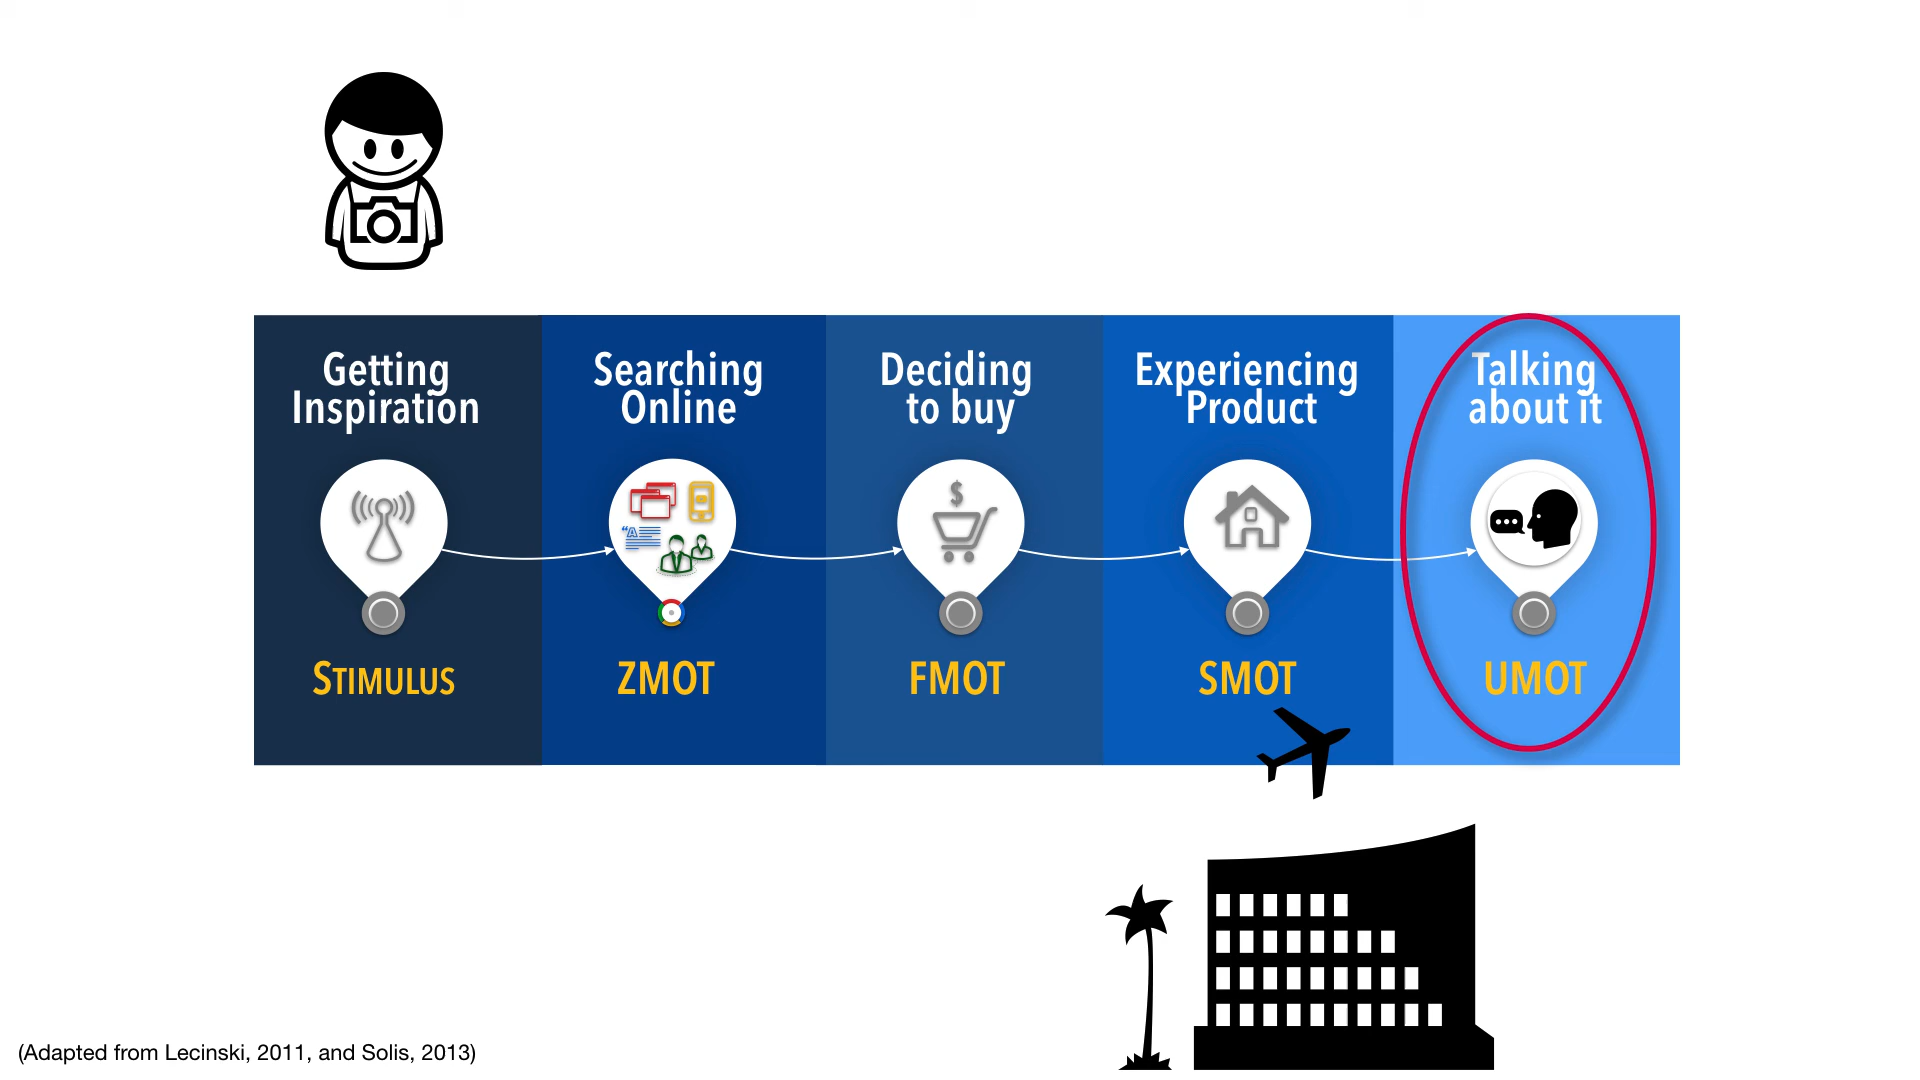 Getting
Inspiration
Searching
Online
Deciding
to buy
Experiencing
Product
Talking
about it
$
“A
STIMULUS
ZMOT
FMOT
SMOT
UMOT
(Adapted from Lecinski, 2011, and Solis, 2013)